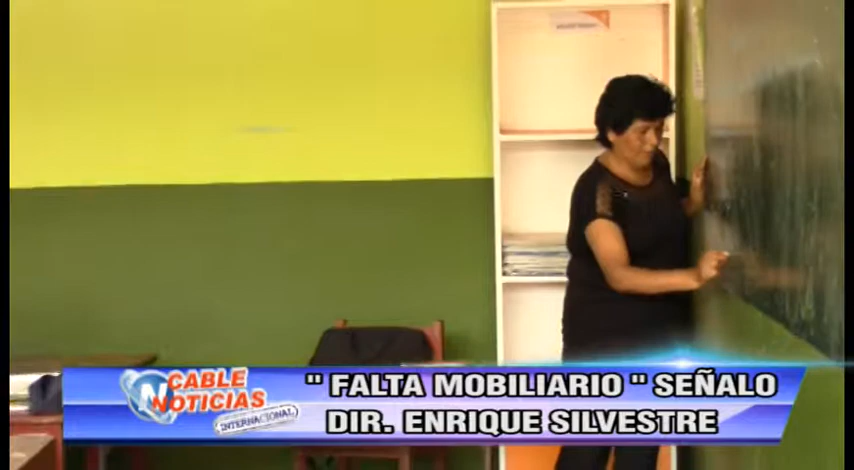 CABLE
NOTICIAS
INTERNACIONAL
" FALTA MOBILIARIO " SEÑALO
DIR. ENRIQUE SILVESTRE